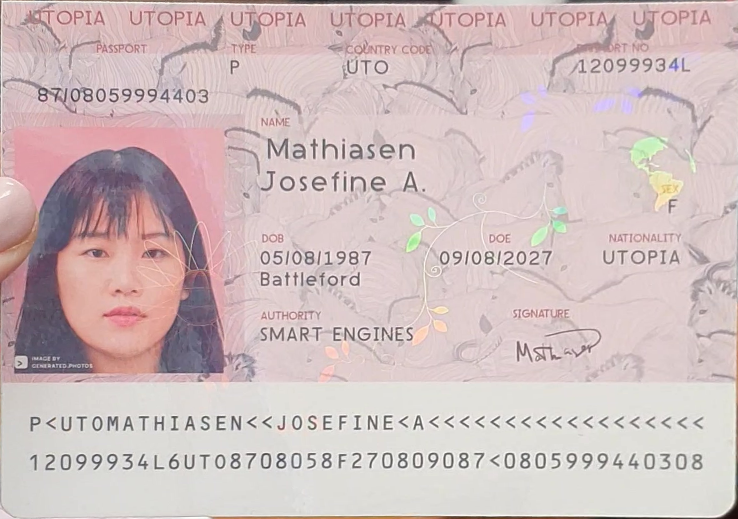 UTOPIA UTOPIA UTOPIA UTOPIA UTOPIA UTOPIA UTOPIA
PASSPORT TYPE COUNTRY CODE PASSPORT NO
P UTO 12099934L
87/08059994403
NAME
Mathiasen
Josefine A.
SEX
F
DOB DOE NATIONALITY
05/08/1987 09/08/2027 UTOPIA
Battleford
AUTHORITY SIGNATURE
SMART ENGINES
IMAGE BY
GENERATED.PHOTOS
P<UTOMATHIASEN<<JOSEFINE<A<<<<<<<<<<<<<<<<<<
12099934L6UTO8708058F270809087<0805999440308